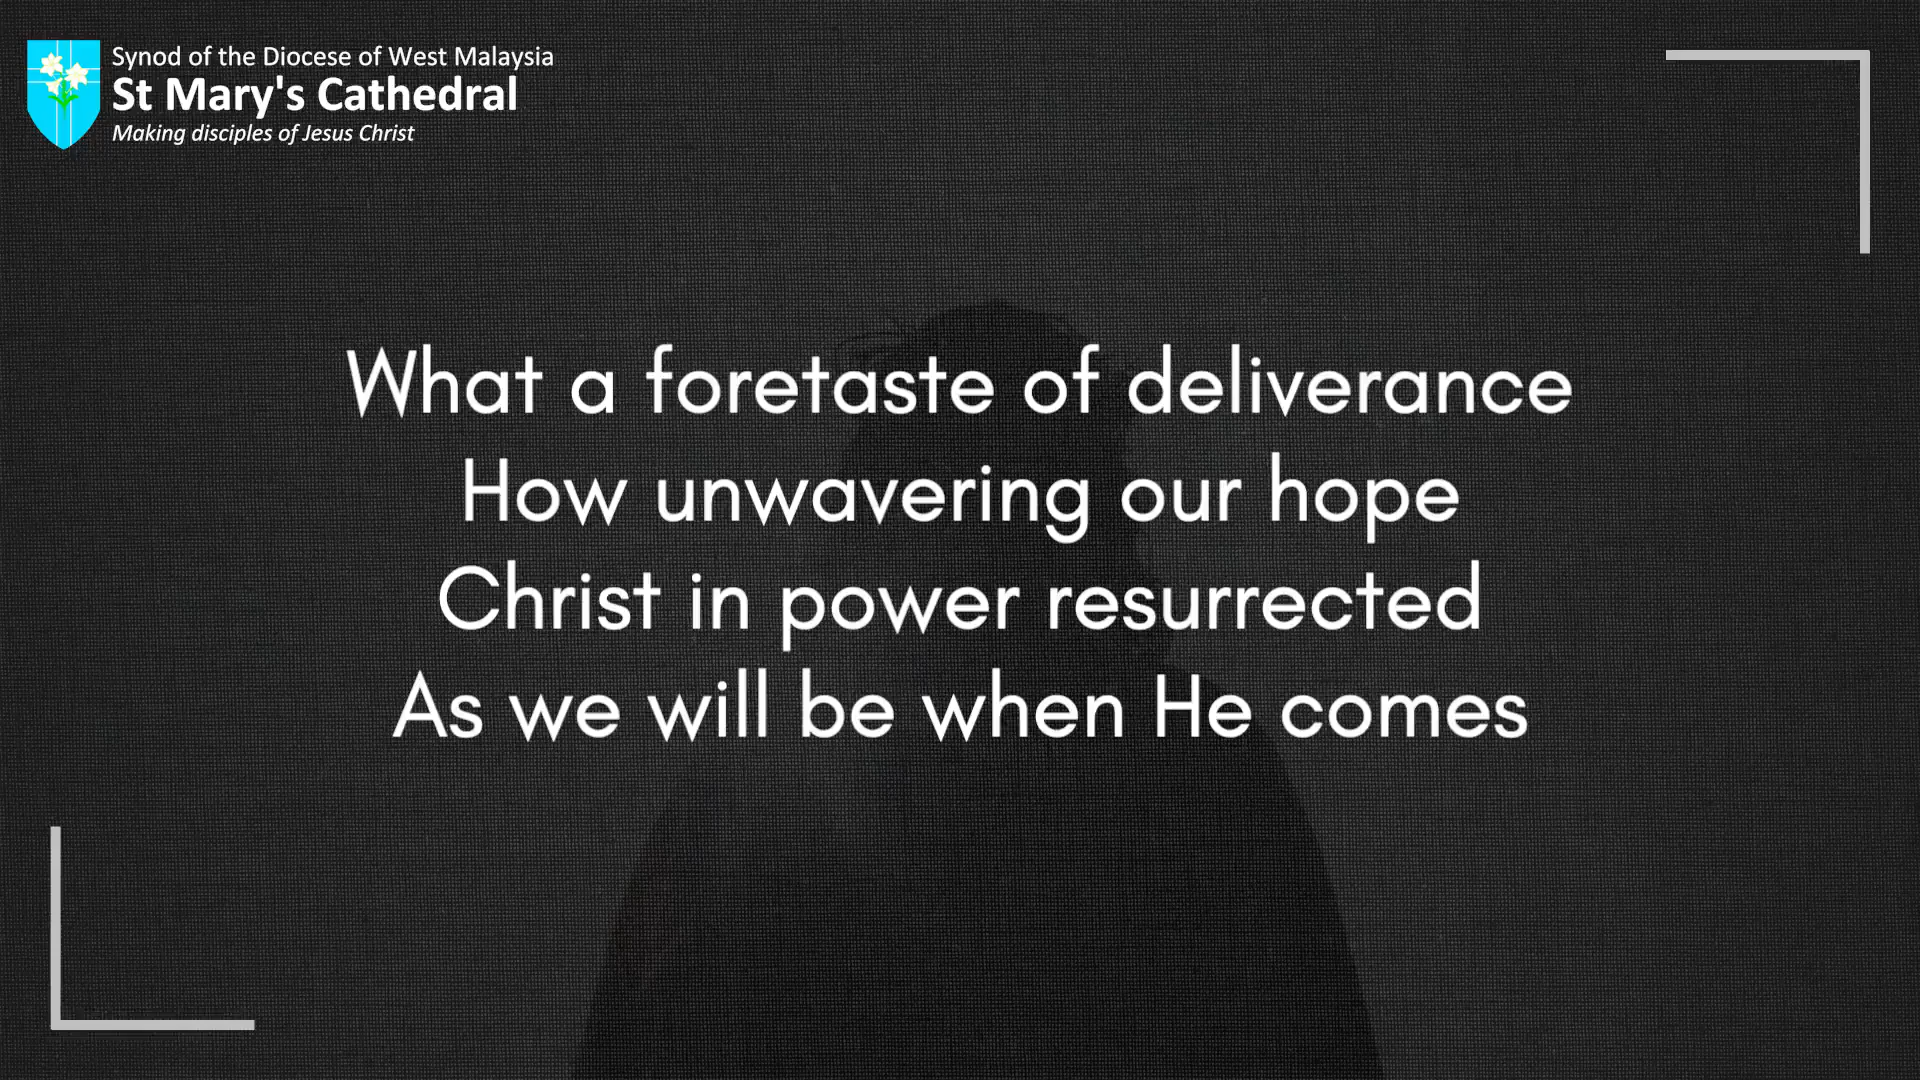 Synod of the Diocese of West Malaysia
St Mary's Cathedral
Making disciples of Jesus Christ
What a foretaste of deliverance
How unwavering our hope
Christ in power resurrected
As we will be when He comes